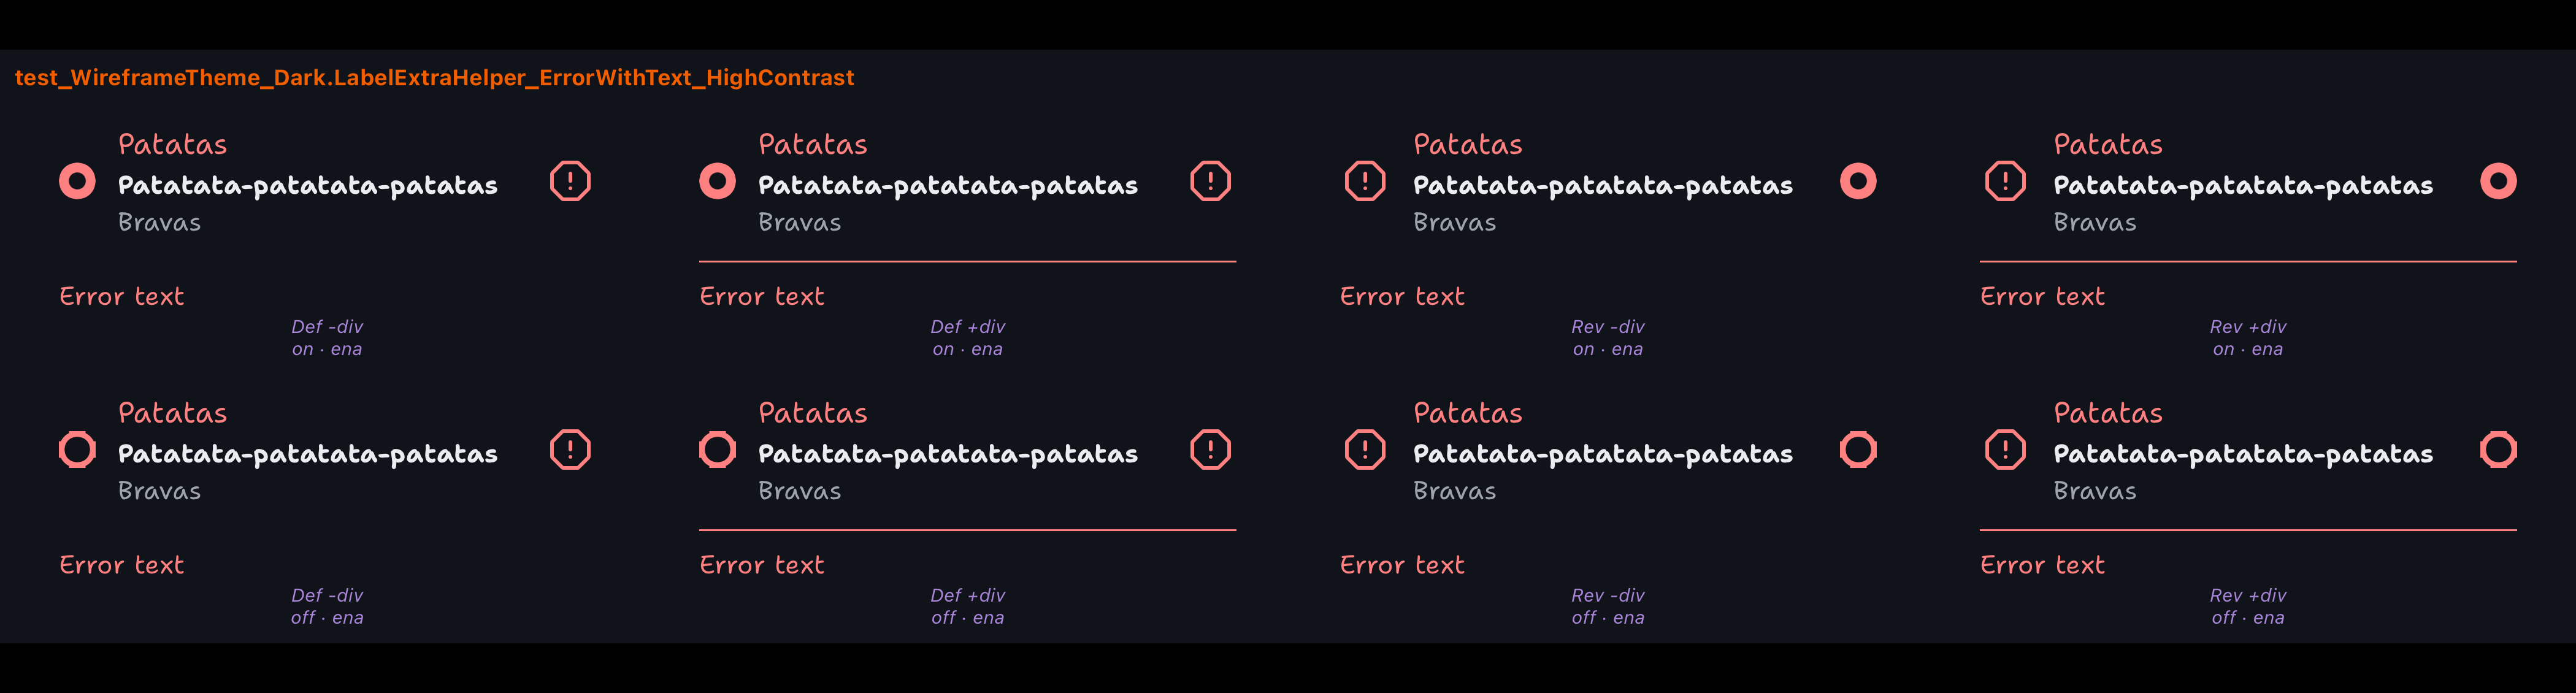 test_WireframeTheme_Dark.LabelExtraHelper_ErrorWithText_HighContrast
Patatas
Patatata-patatata-patatas
Bravas
Error text
Def -div
on · ena
Patatas
Patatata-patatata-patatas
Bravas
Error text
Def +div
on · ena
Patatas
Patatata-patatata-patatas
Bravas
Error text
Rev -div
on · ena
Patatas
Patatata-patatata-patatas
Bravas
Error text
Rev +div
on · ena
Patatas
Patatata-patatata-patatas
Bravas
Error text
Def -div
off · ena
Patatas
Patatata-patatata-patatas
Bravas
Error text
Def +div
off · ena
Patatas
Patatata-patatata-patatas
Bravas
Error text
Rev -div
off · ena
Patatas
Patatata-patatata-patatas
Bravas
Error text
Rev +div
off · ena